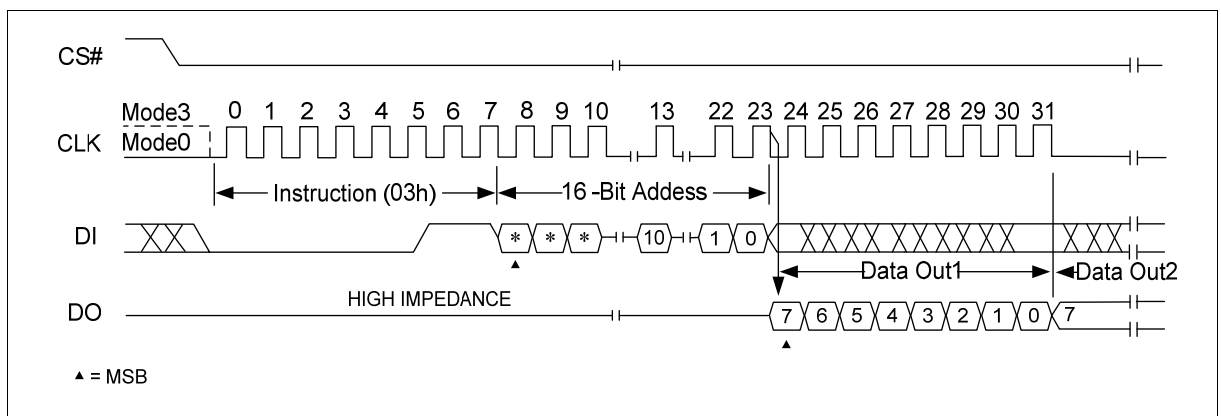 CS#
Mode3 0 1 2 3 4 5 6 7 8 9 10 13 22 23 24 25 26 27 28 29 30 31
CLK Mode0
Instruction (03h) 16 -Bit Addess
DI * * * 10 1 0
Data Out1 Data Out2
HIGH IMPEDANCE
DO 7 6 5 4 3 2 1 0 7
▲ = MSB